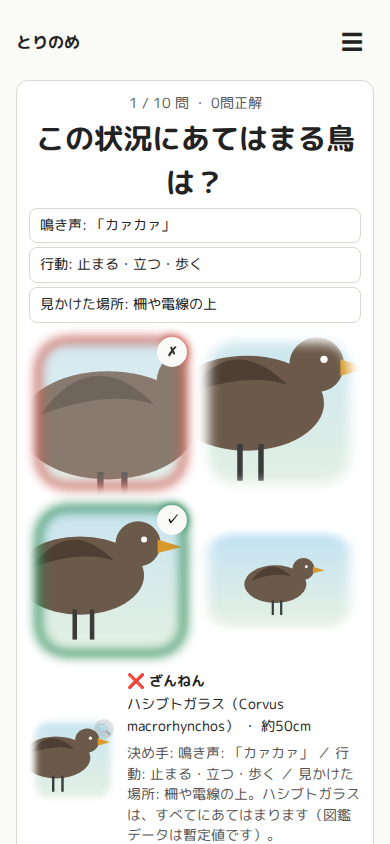 とりのめ
1 / 10 問 ・ 0問正解
この状況にあてはまる鳥
は？
鳴き声: 「カァカァ」
行動: 止まる・立つ・歩く
見かけた場所: 柵や電線の上
✗
✓
❌ ざんねん
ハシブトガラス（Corvus
macrorhynchos） ・ 約50cm
決め手: 鳴き声: 「カァカァ」 ／ 行
動: 止まる・立つ・歩く ／ 見かけた
場所: 柵や電線の上。ハシブトガラス
は、すべてにあてはまります（図鑑
データは暫定値です）。